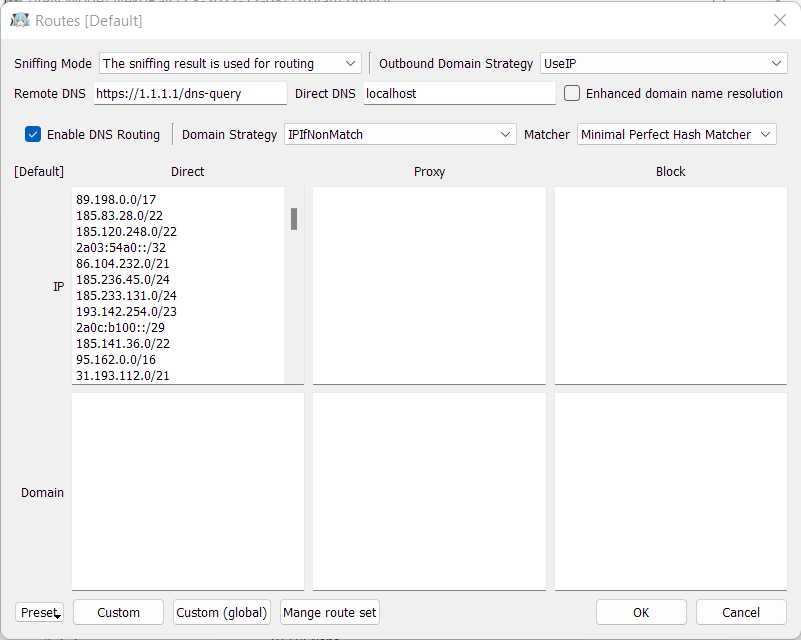 Routes [Default]
Sniffing Mode The sniffing result is used for routing Outbound Domain Strategy UseIP
Remote DNS https://1.1.1.1/dns-query Direct DNS localhost Enhanced domain name resolution
Enable DNS Routing Domain Strategy IPIfNonMatch Matcher Minimal Perfect Hash Matcher
[Default] Direct Proxy Block
IP
89.198.0.0/17
185.83.28.0/22
185.120.248.0/22
2a03:54a0::/32
86.104.232.0/21
185.236.45.0/24
185.233.131.0/24
193.142.254.0/23
2a0c:b100::/29
185.141.36.0/22
95.162.0.0/16
31.193.112.0/21
Domain
Preset Custom Custom (global) Mange route set OK Cancel